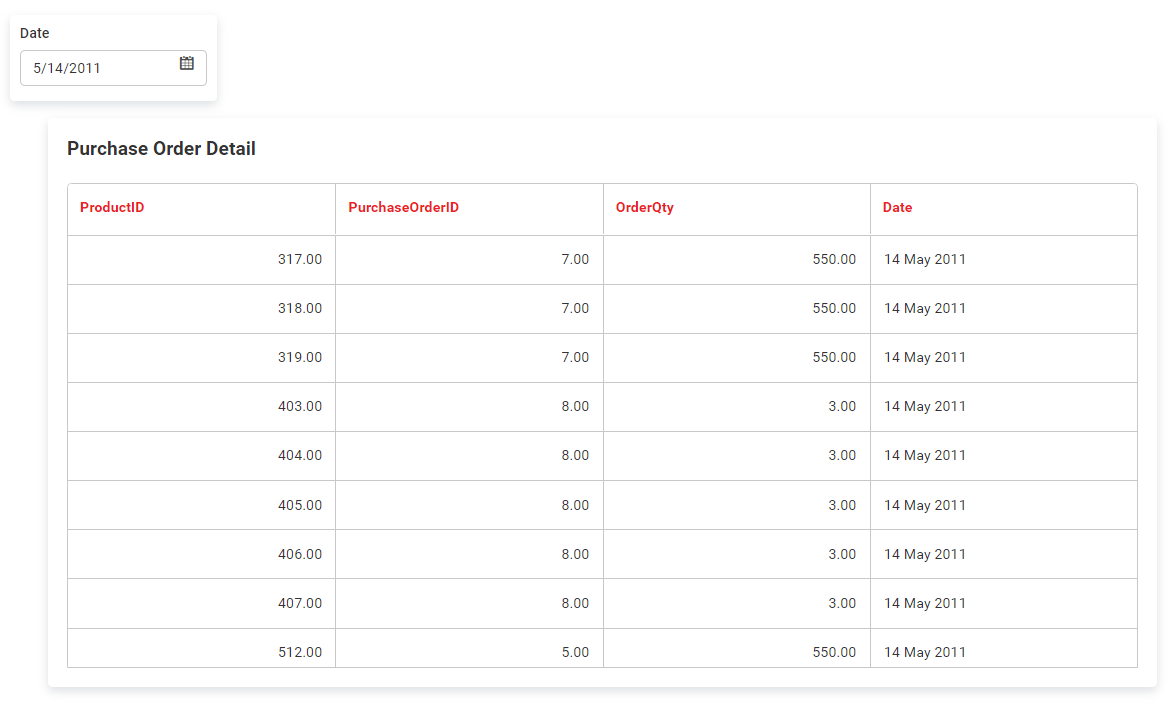 Date
5/14/2011
Purchase Order Detail
ProductID PurchaseOrderID OrderQty Date
317.00 7.00 550.00 14 May 2011
318.00 7.00 550.00 14 May 2011
319.00 7.00 550.00 14 May 2011
403.00 8.00 3.00 14 May 2011
404.00 8.00 3.00 14 May 2011
405.00 8.00 3.00 14 May 2011
406.00 8.00 3.00 14 May 2011
407.00 8.00 3.00 14 May 2011
512.00 5.00 550.00 14 May 2011